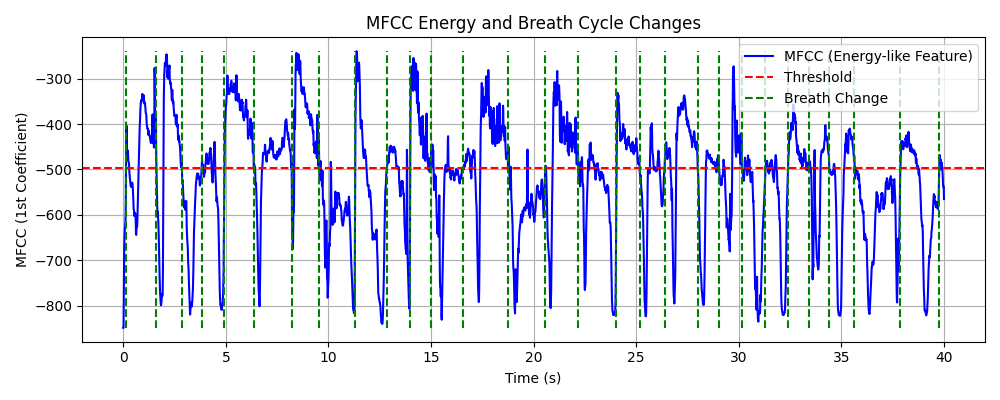 MFCC Energy and Breath Cycle Changes
MFCC (Energy-like Feature)
Threshold
Breath Change
MFCC (1st Coefficient)
−300
−400
−500
−600
−700
−800
0 5 10 15 20 25 30 35 40
Time (s)